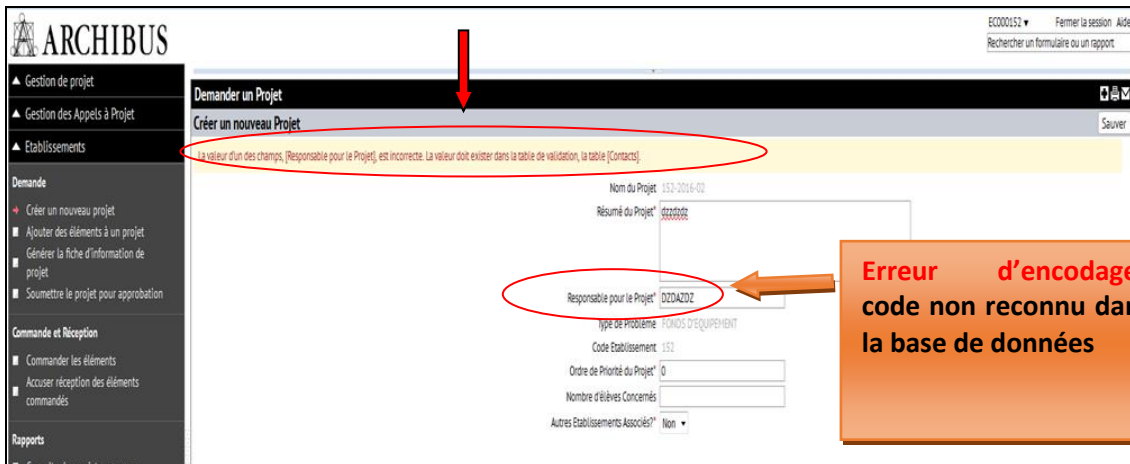 ARCHIBUS
EC000152 ▾ Fermer la session Aide
Rechercher un formulaire ou un rapport
▲ Gestion de projet
▲ Gestion des Appels à Projet
▲ Etablissements
Demande
Créer un nouveau projet
Ajouter des éléments à un projet
Générer la fiche d'information de
projet
Soumettre le projet pour approbation
Commande et Réception
Commander les éléments
Accuser réception des éléments
commandés
Rapports
Demander un Projet
Créer un nouveau Projet
Sauver
La valeur d'un des champs, [Responsable pour le Projet], est incorrecte. La valeur doit exister dans la table de validation, la table [Contacts].
Nom du Projet 152-2016-02
Résumé du Projet* dzzdzdz
Responsable pour le Projet* DZDAZDZ
Type de Problème FONDS D'EQUIPEMENT
Code Etablissement 152
Ordre de Priorité du Projet* 0
Nombre d'élèves Concernés
Autres Etablissements Associés?* Non ▾
Erreur d'encodage
code non reconnu dan
la base de données